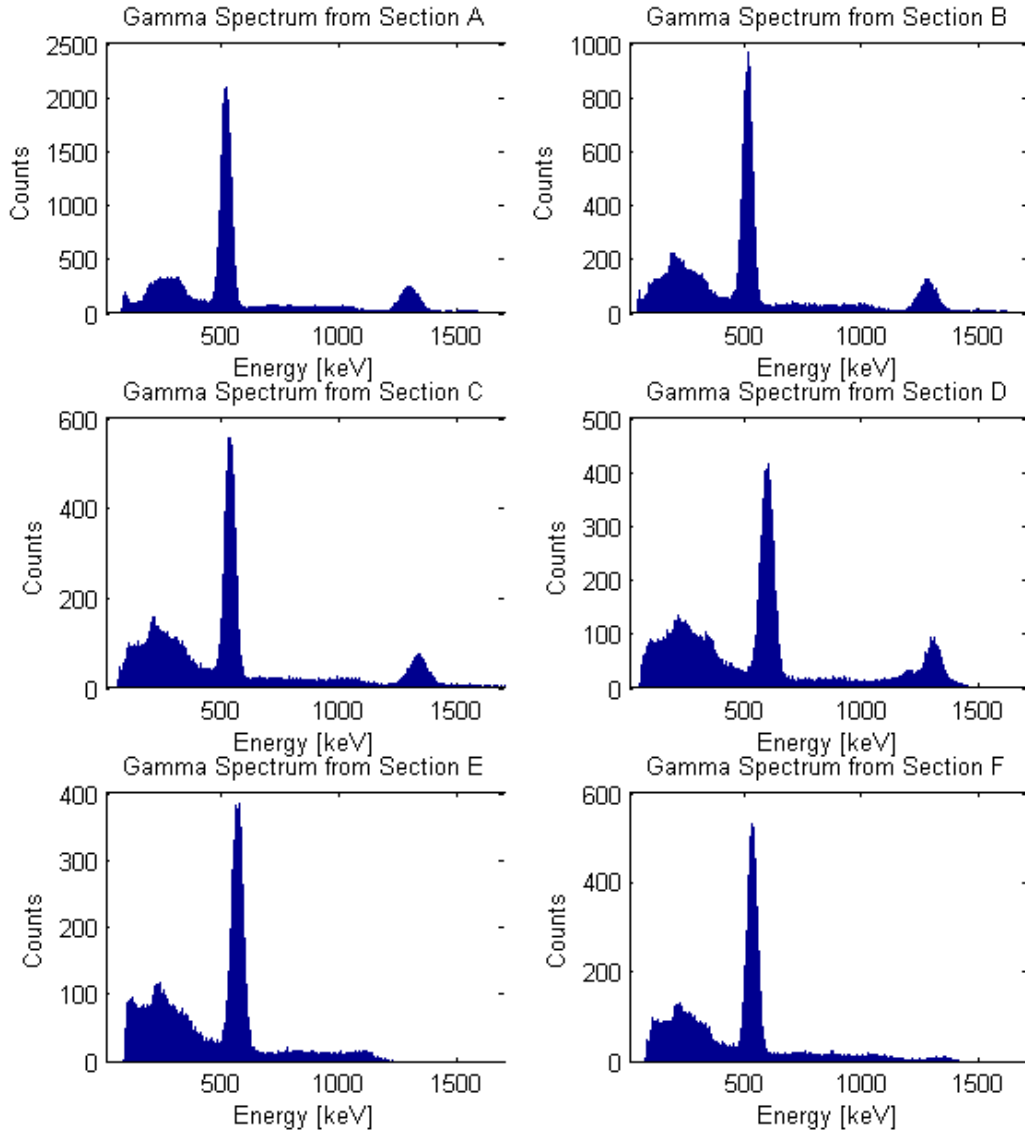 Gamma Spectrum from Section A
2500
2000
1500
1000
500
0
Counts
500 1000 1500
Energy [keV]
Gamma Spectrum from Section B
1000
800
600
400
200
0
Counts
500 1000 1500
Energy [keV]
Gamma Spectrum from Section C
600
400
200
0
Counts
500 1000 1500
Energy [keV]
Gamma Spectrum from Section D
500
400
300
200
100
0
Counts
500 1000 1500
Energy [keV]
Gamma Spectrum from Section E
400
300
200
100
0
Counts
500 1000 1500
Energy [keV]
Gamma Spectrum from Section F
600
400
200
0
Counts
500 1000 1500
Energy [keV]